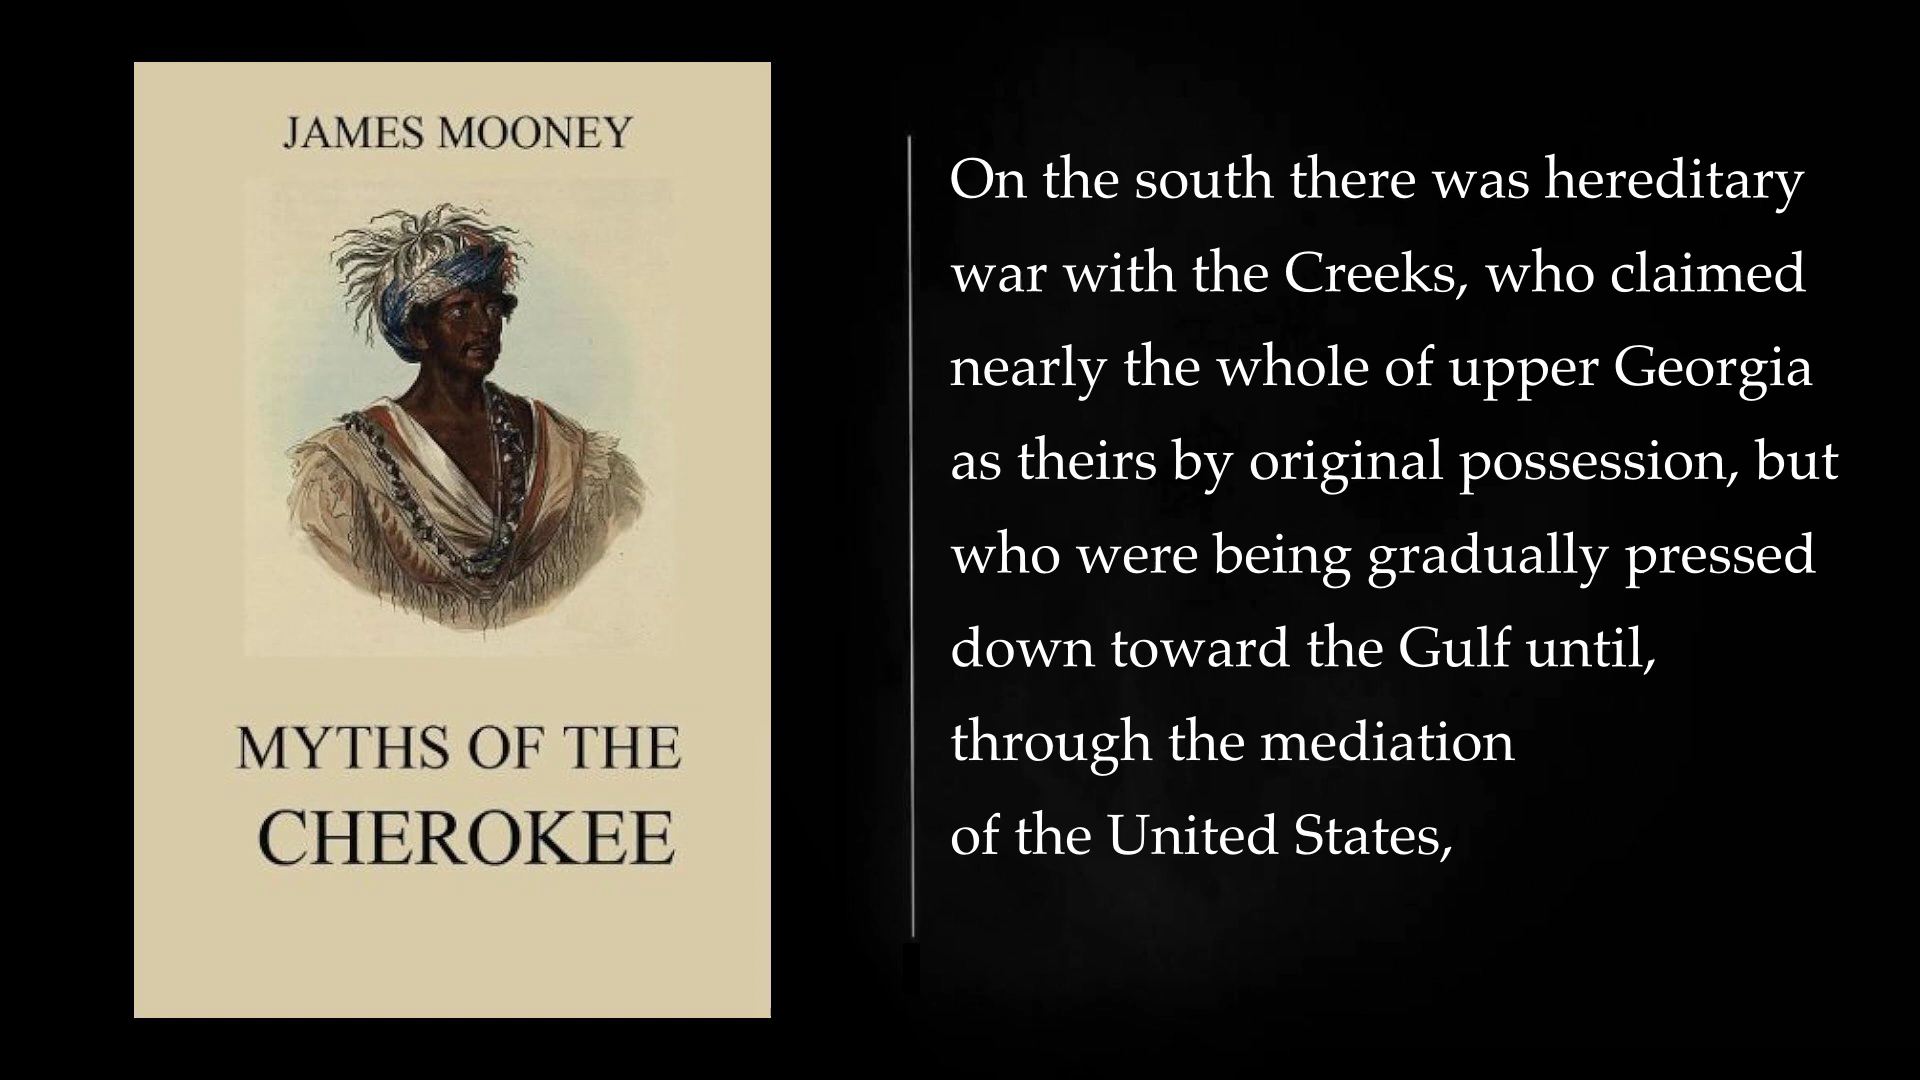 JAMES MOONEY
MYTHS OF THE
CHEROKEE
On the south there was hereditary
war with the Creeks, who claimed
nearly the whole of upper Georgia
as theirs by original possession, but
who were being gradually pressed
down toward the Gulf until,
through the mediation
of the United States,